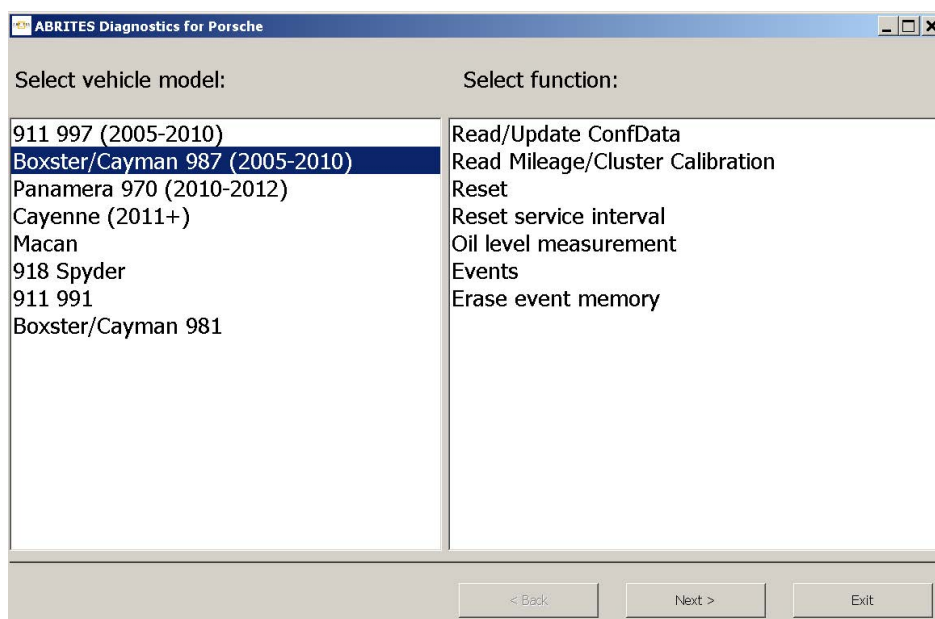 ABRITES Diagnostics for Porsche
Select vehicle model:
911 997 (2005-2010)
Boxster/Cayman 987 (2005-2010)
Panamera 970 (2010-2012)
Cayenne (2011+)
Macan
918 Spyder
911 991
Boxster/Cayman 981
Select function:
Read/Update ConfData
Read Mileage/Cluster Calibration
Reset
Reset service interval
Oil level measurement
Events
Erase event memory
< Back
Next >
Exit